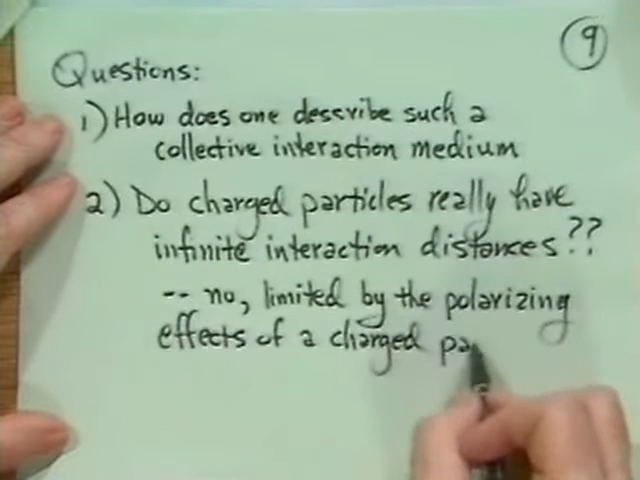 9
Questions:
1) How does one describe such a
collective interaction medium
2) Do charged particles really have
infinite interaction distances??
-- no, limited by the polarizing
effects of a charged pa